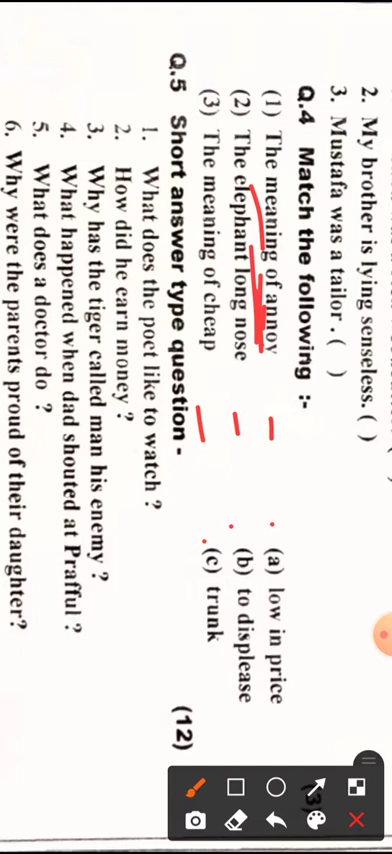 2. My brother is lying senseless. ( )
3. Mustafa was a tailor . ( )
Q.4 Match the following :- (3)
(1) The meaning of annoy (a) low in price
(2) The elephant long nose (b) to displease
(3) The meaning of cheap (c) trunk
Q.5 Short answer type question - (12)
1. What does the poet like to watch ?
2. How did he earn money ?
3. Why has the tiger called man his enemy ?
4. What happened when dad shouted at Prafful ?
5. What does a doctor do ?
6. Why were the parents proud of their daughter?